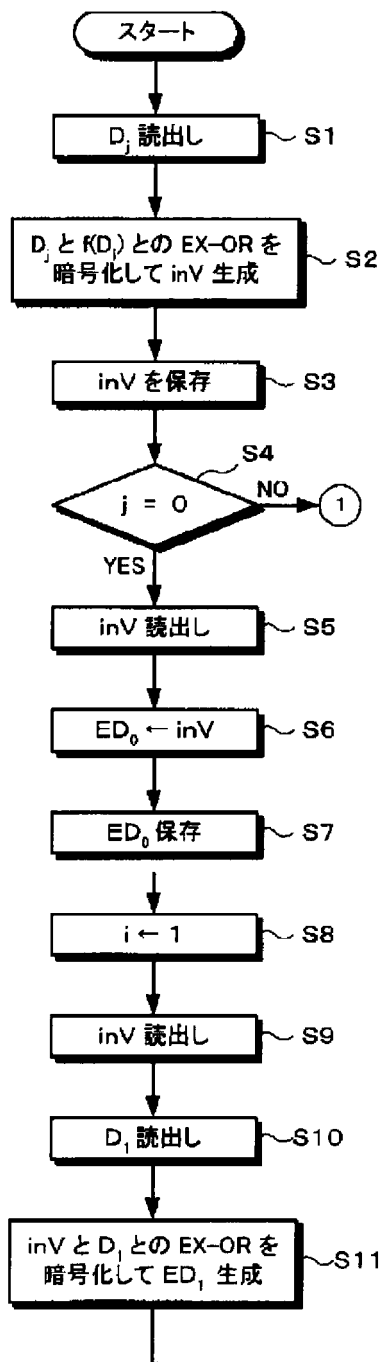 スタート
Dj 読出し
S1
Dj と f(Di) との EX-OR を
暗号化して inV 生成
S2
inV を保存
S3
S4
j = 0
NO
1
YES
inV 読出し
S5
ED0 ← inV
S6
ED0 保存
S7
i ← 1
S8
inV 読出し
S9
D1 読出し
S10
inV と D1 との EX-OR を
暗号化して ED1 生成
S11